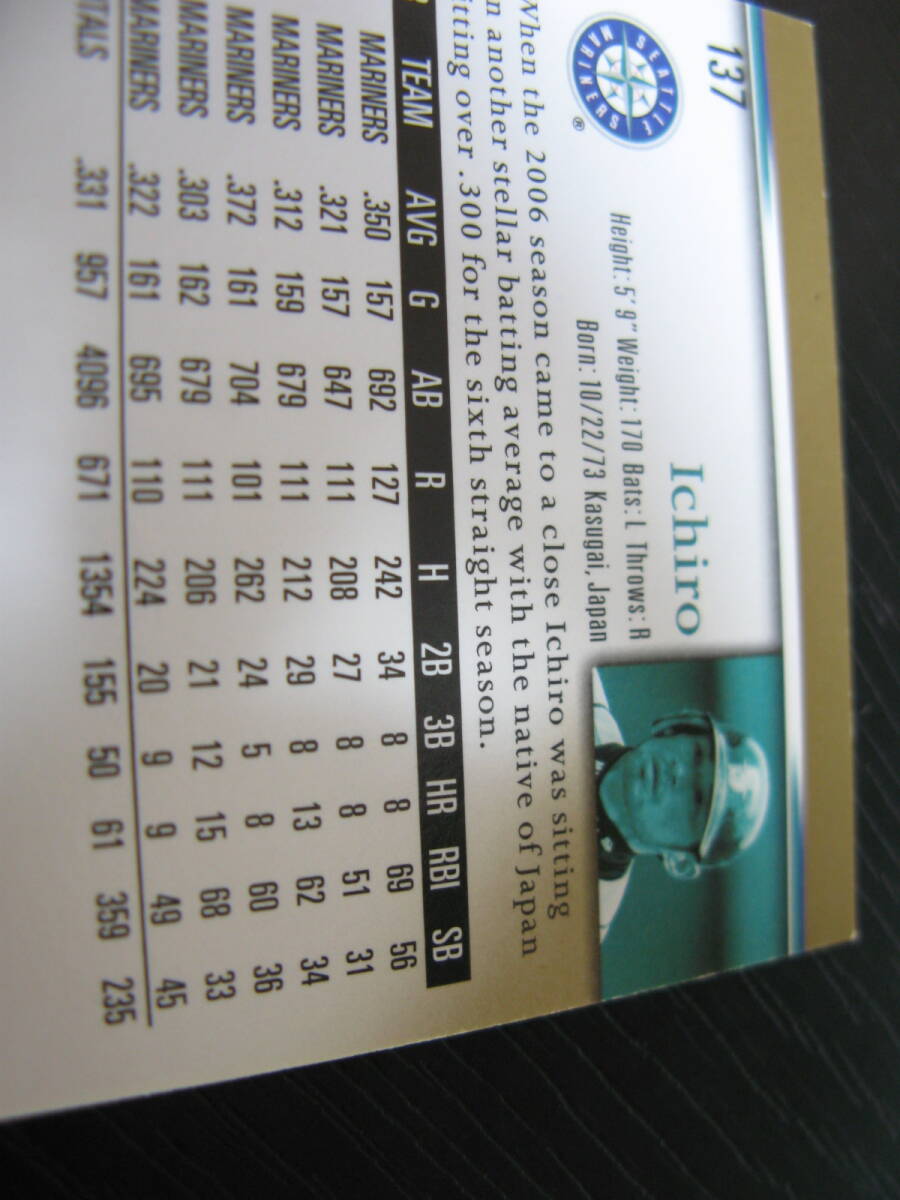 137
SEATTLE
MARINERS
®
Ichiro
Height: 5' 9" Weight: 170 Bats: L Throws: R
Born: 10/22/73 Kasugai, Japan
When the 2006 season came to a close Ichiro was sitting
n another stellar batting average with the native of Japan
itting over .300 for the sixth straight season.
TEAM AVG G AB R H 2B 3B HR RBI SB
MARINERS .350 157 692 127 242 34 8 8 69 56
MARINERS .321 157 647 111 208 27 8 8 51 31
MARINERS .312 159 679 111 212 29 8 13 62 34
MARINERS .372 161 704 101 262 24 5 8 60 36
MARINERS .303 162 679 111 206 21 12 15 68 33
MARINERS .322 161 695 110 224 20 9 9 49 45
TALS .331 957 4096 671 1354 155 50 61 359 235